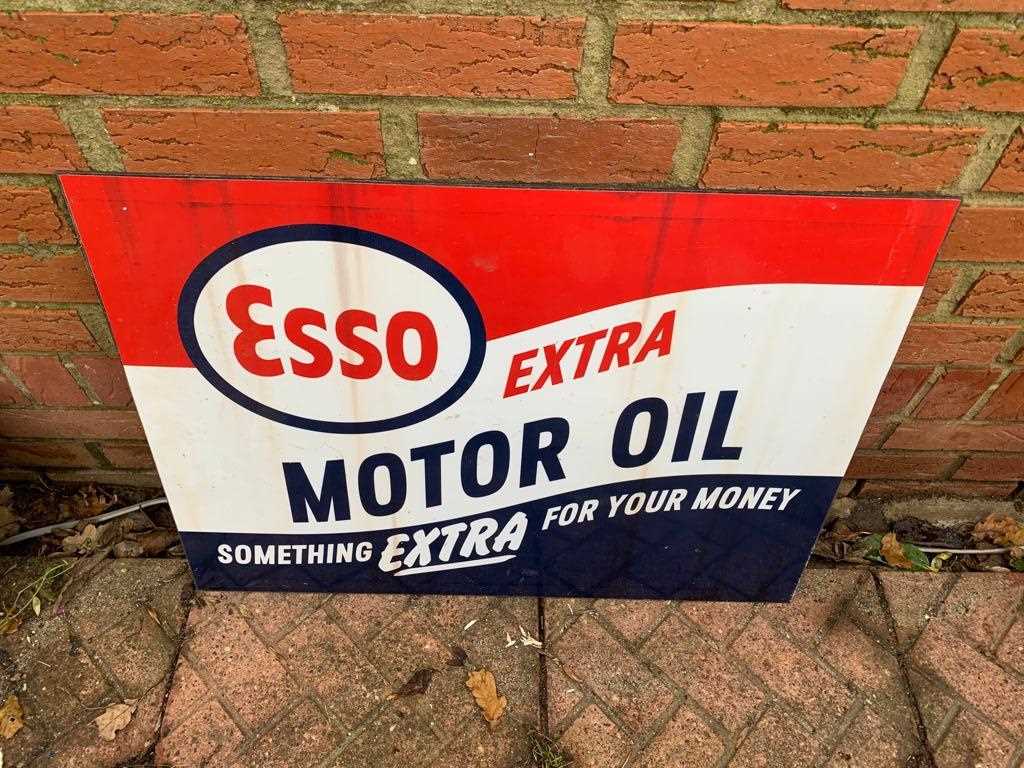 Esso
EXTRA
MOTOR OIL
SOMETHING EXTRA FOR YOUR MONEY